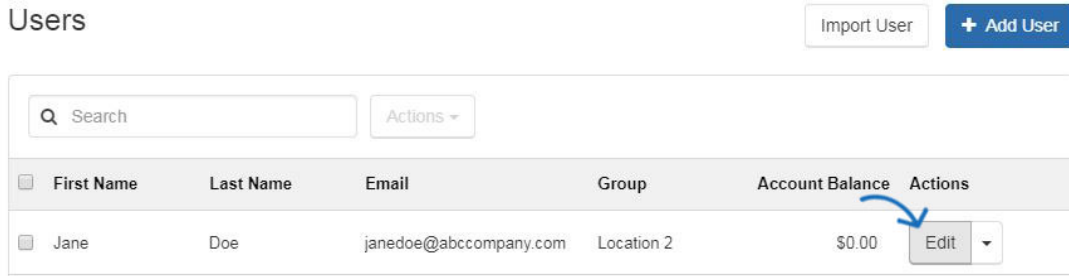 Users
Import User
+ Add User
Search
Actions
First Name Last Name Email Group Account Balance Actions
Jane Doe janedoe@abccompany.com Location 2 $0.00 Edit